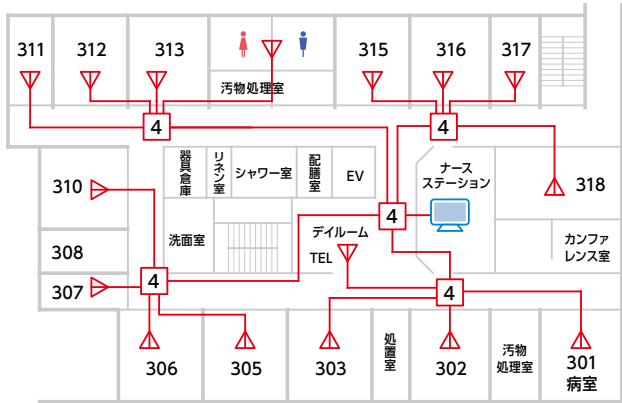 311
312
313
315
316
317
汚物処理室
4
4
310
器具倉庫
リネン室
シャワー室
配膳室
EV
ナース
ステーション
318
308
洗面室
4
デイルーム
TEL
カンファ
レンス室
307
4
4
306
305
303
処置室
302
汚物
処理室
301
病室